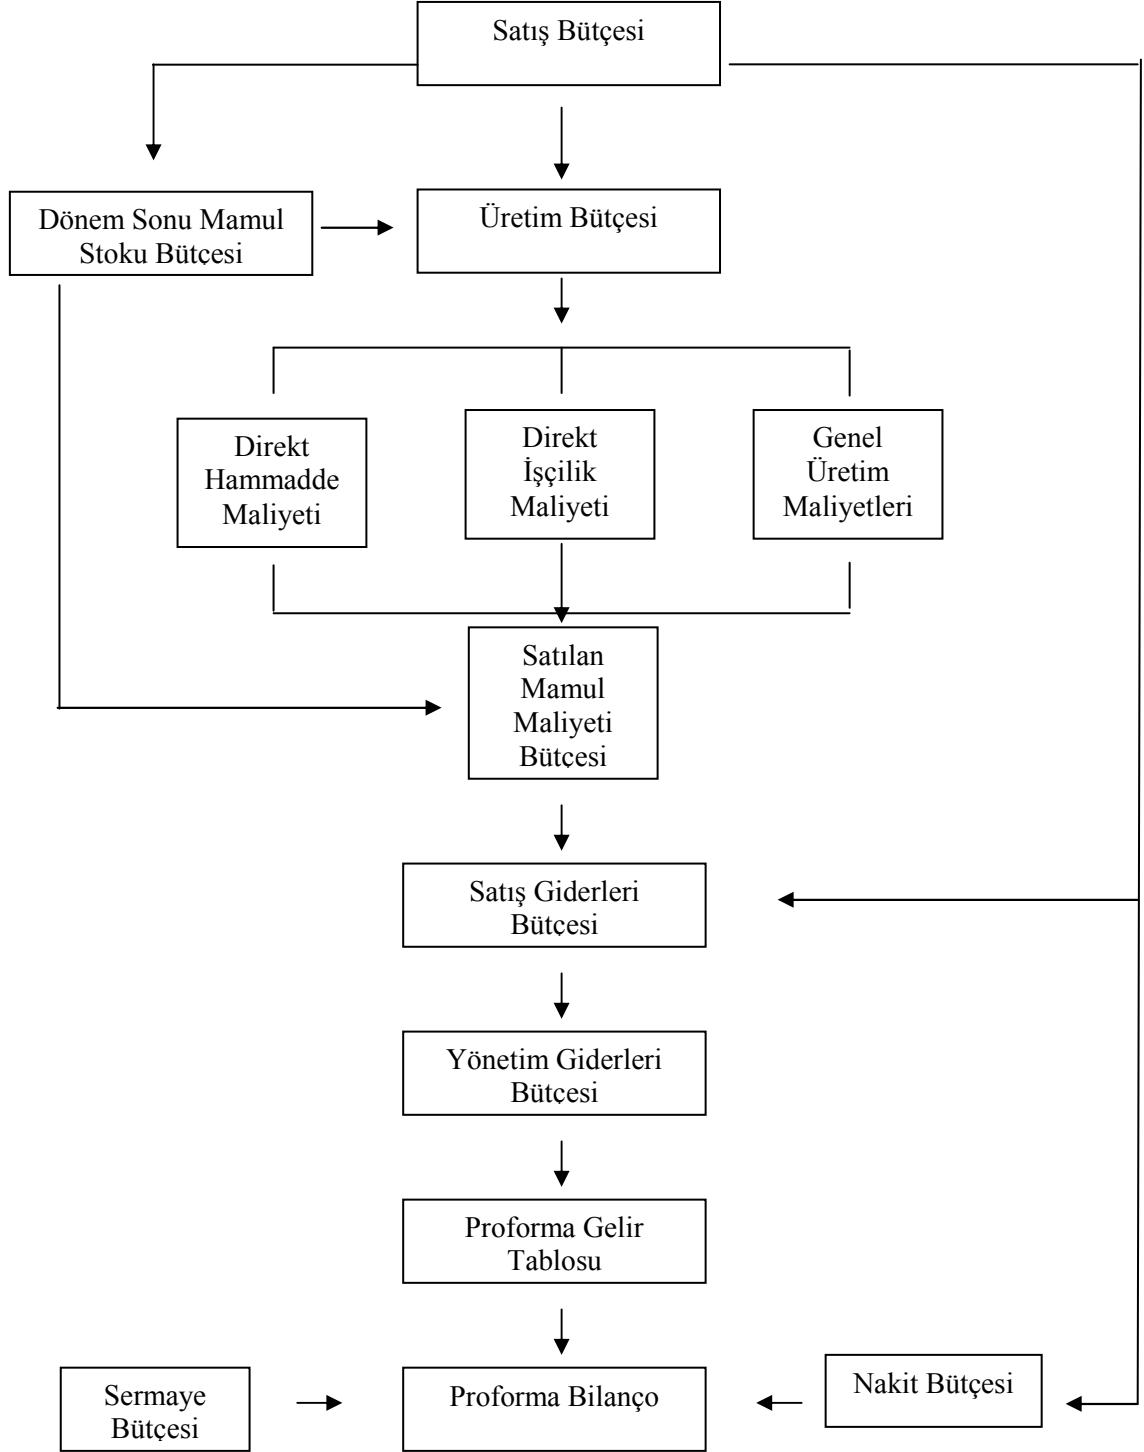 Satış Bütçesi
Dönem Sonu Mamul
Stoku Bütçesi
Üretim Bütçesi
Direkt
Hammadde
Maliyeti
Direkt
İşçilik
Maliyeti
Genel
Üretim
Maliyetleri
Satılan
Mamul
Maliyeti
Bütçesi
Satış Giderleri
Bütçesi
Yönetim Giderleri
Bütçesi
Proforma Gelir
Tablosu
Sermaye
Bütçesi
Proforma Bilanço
Nakit Bütçesi